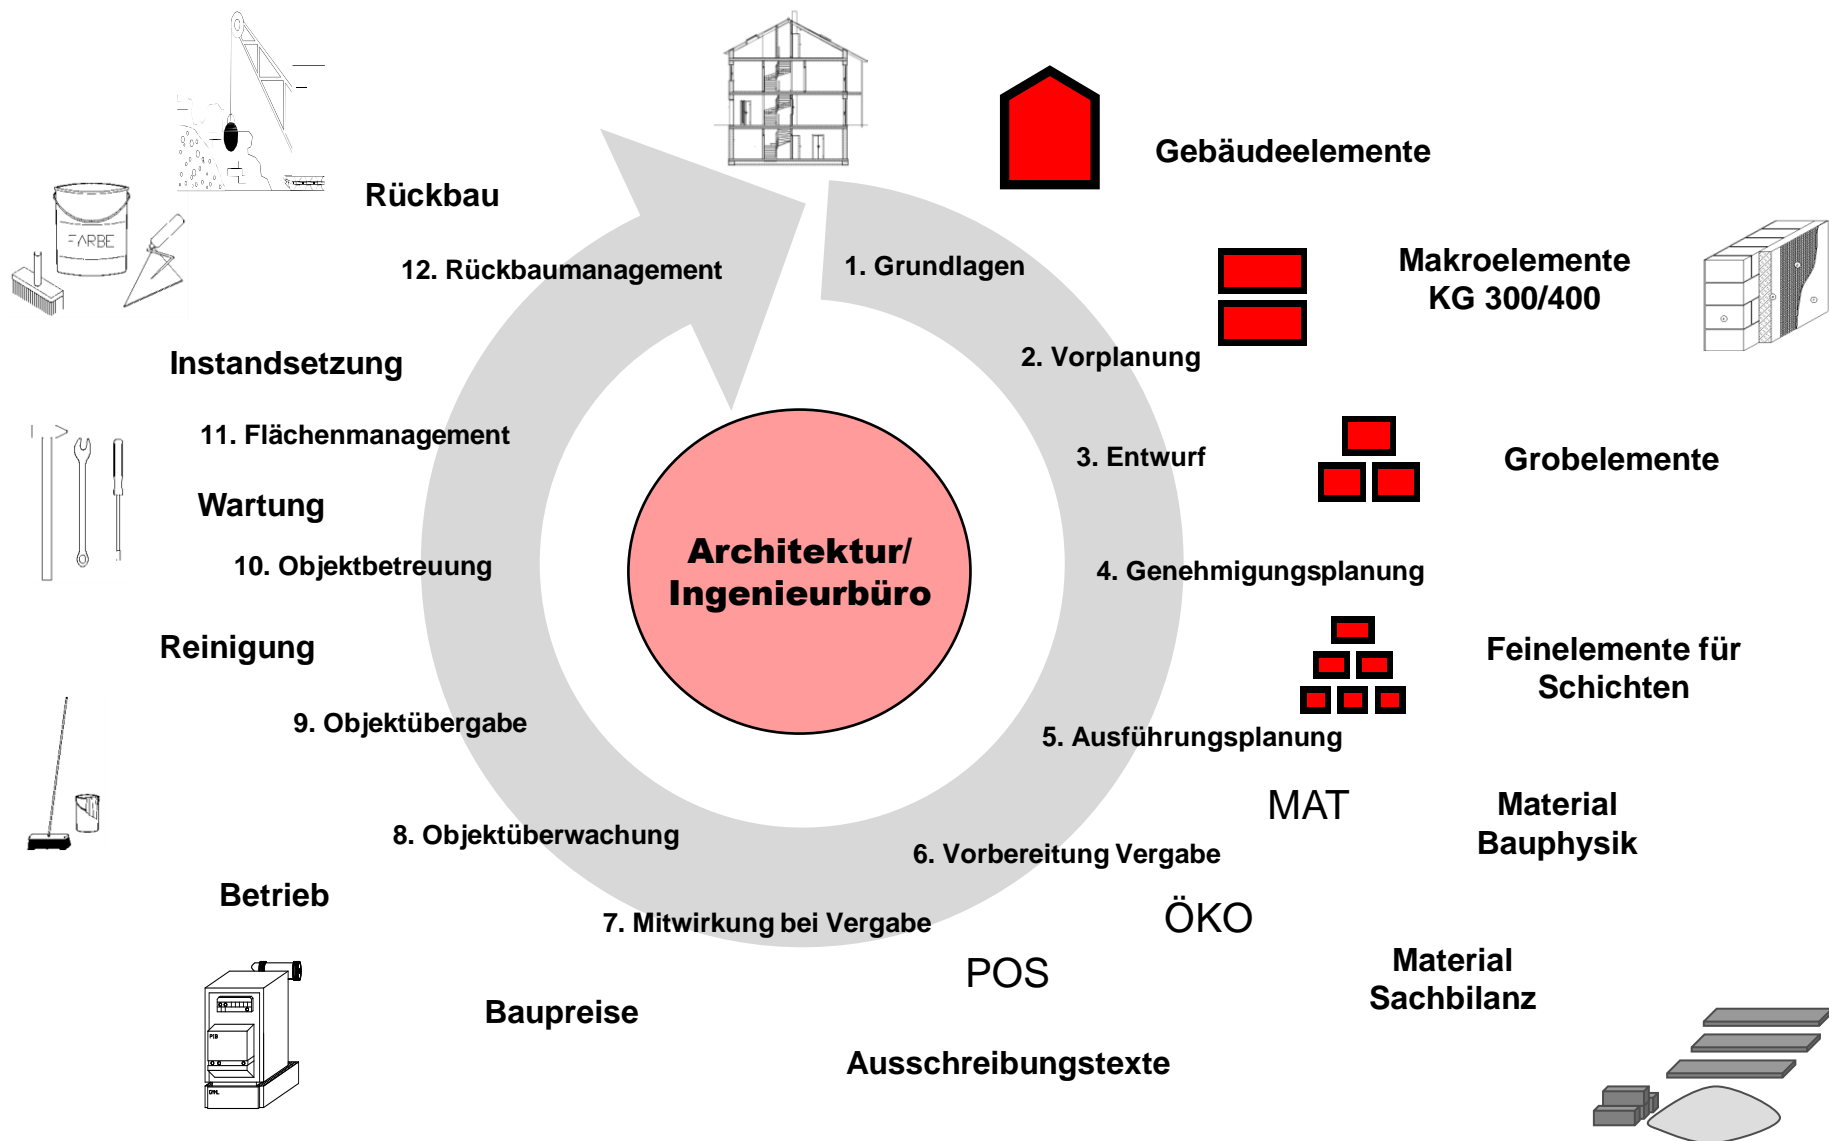 Gebäudeelemente
Rückbau
FARBE
12. Rückbaumanagement
1. Grundlagen
Makroelemente
KG 300/400
Instandsetzung
2. Vorplanung
11. Flächenmanagement
3. Entwurf
Grobelemente
Wartung
Architektur/
Ingenieurbüro
10. Objektbetreuung
4. Genehmigungsplanung
Reinigung
Feinelemente für
Schichten
9. Objektübergabe
5. Ausführungsplanung
MAT
Material
Bauphysik
8. Objektüberwachung
6. Vorbereitung Vergabe
Betrieb
7. Mitwirkung bei Vergabe
ÖKO
POS
Material
Sachbilanz
Baupreise
Ausschreibungstexte